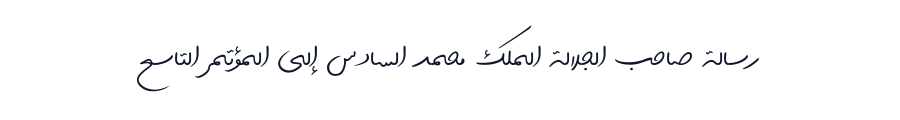 رسالة صاحب الجلالة الملك محمد السادس إلى المؤتمر التاسع